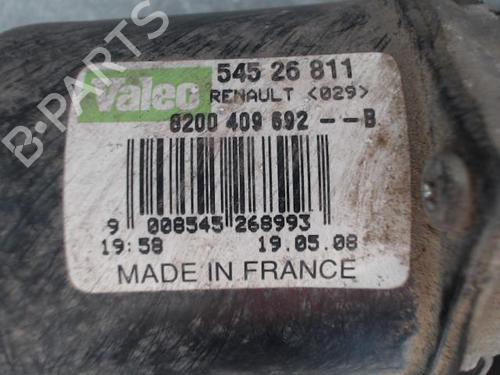 B-PARTS
Valeo 545 26 811
RENAULT <029>
8200 409 692 -- B
9 008545 268993
19:58 19.05.08
MADE IN FRANCE